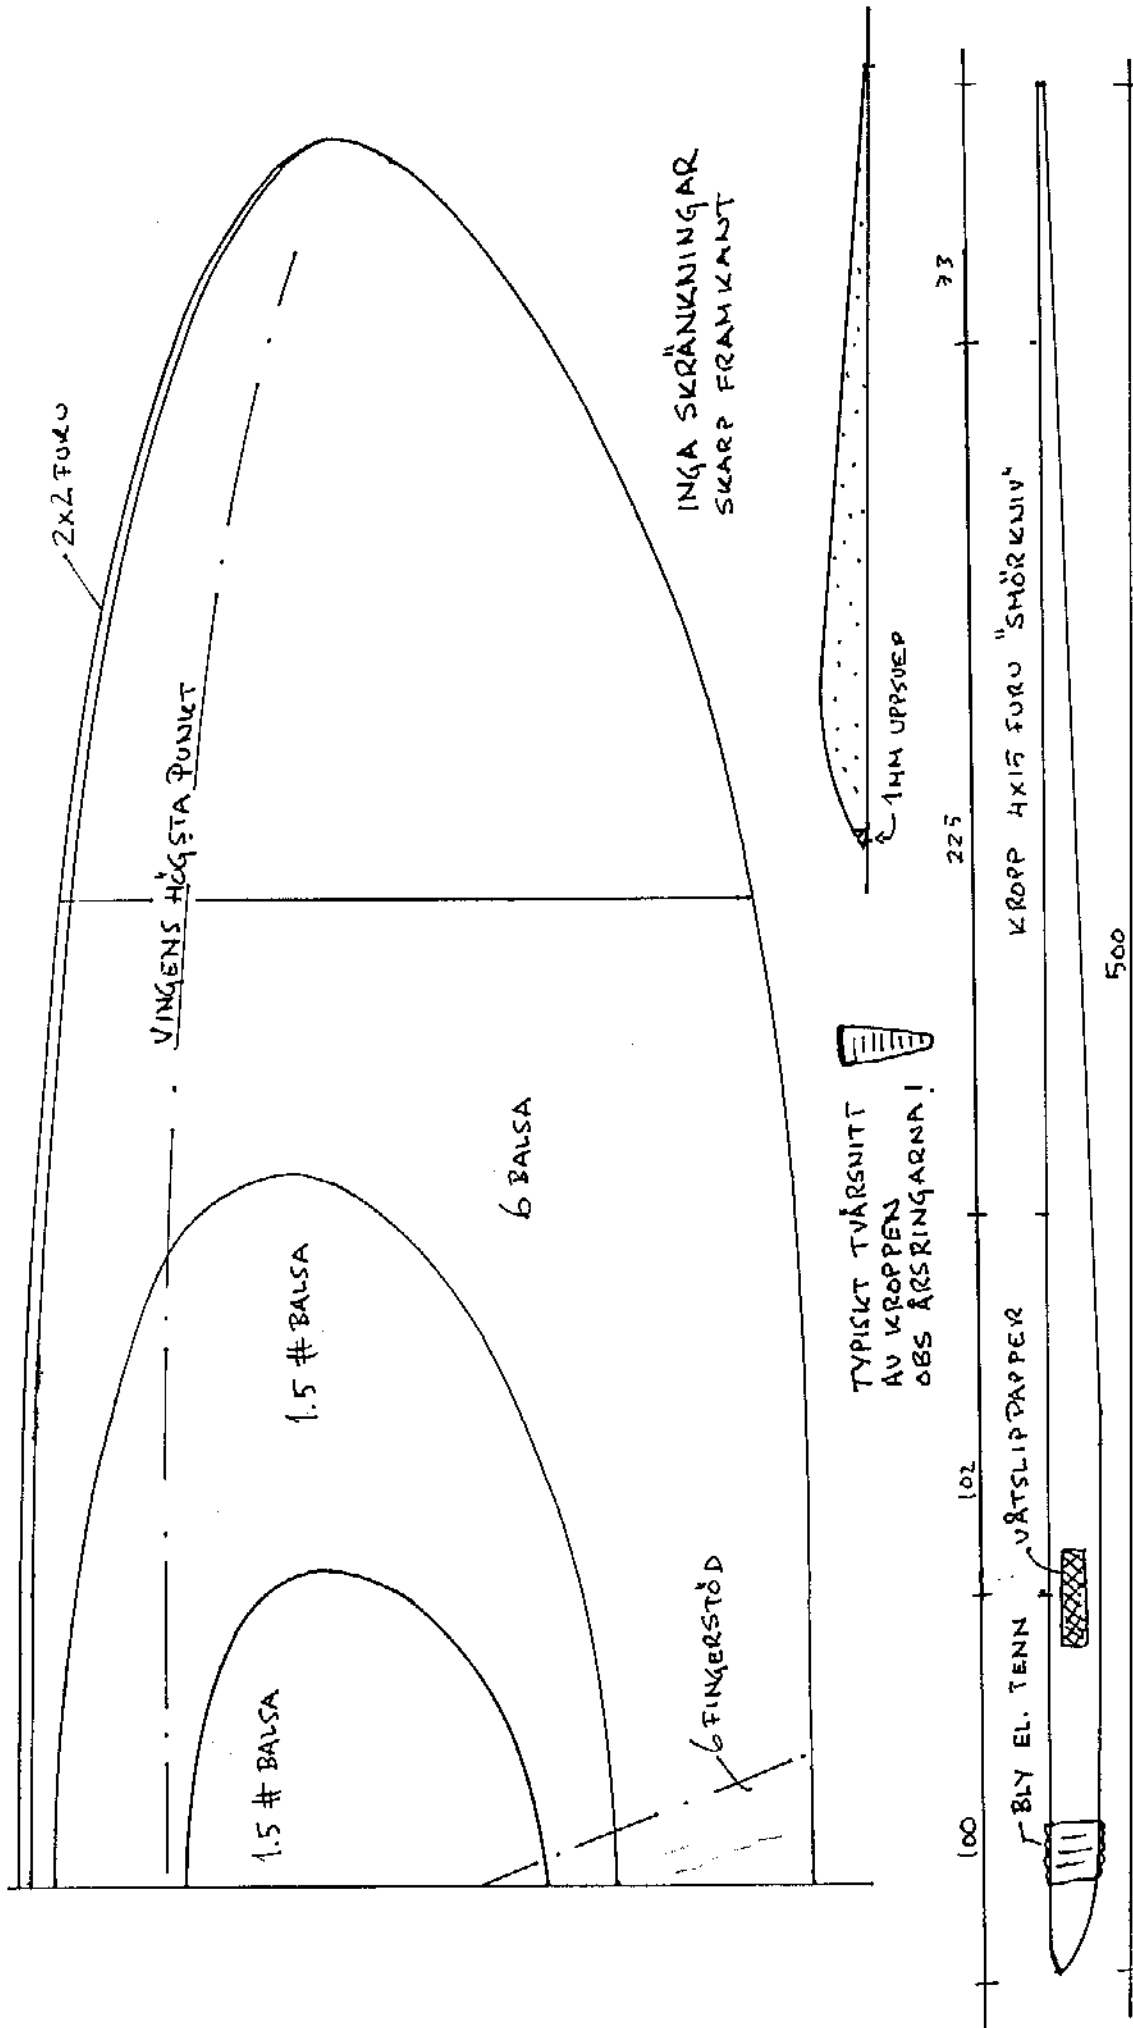 2x2 FURU
VINGENS HÖGSTA PUNKT
1.5 # BALSA
1.5 # BALSA
6 BALSA
6 FINGERSTÖD
INGA SKRÄNKNINGAR
SKARP FRAMKANT
1MM UPPSVEP
TYPISKT TVÄRSNITT
AV KROPPEN
OBS ÅRSRINGARNA!
100
102
225
73
KROPP 4X15 FURU "SMÖRKNIV"
BLY EL. TENN
VÅTSLIPPAPPER
500